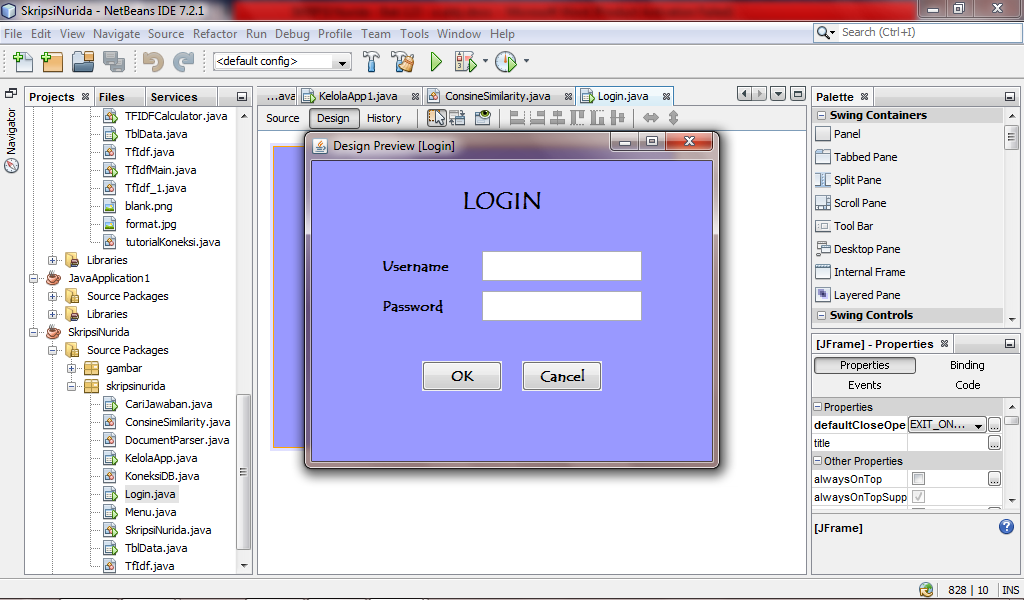 SkripsiNurida - NetBeans IDE 7.2.1
File Edit View Navigate Source Refactor Run Debug Profile Team Tools Window Help
Search (Ctrl+I)
<default config>
Navigator
Projects Files Services
TFIDFCalculator.java
TblData.java
TfIdf.java
TfIdfMain.java
TfIdf_1.java
blank.png
format.jpg
tutorialKoneksi.java
Libraries
JavaApplication1
Source Packages
Libraries
SkripsiNurida
Source Packages
gambar
skripsinurida
CariJawaban.java
ConsineSimilarity.java
DocumentParser.java
KelolaApp.java
KoneksiDB.java
Login.java
Menu.java
SkripsiNurida.java
TblData.java
TfIdf.java
...ava KelolaApp1.java ConsineSimilarity.java Login.java
Source Design History
Design Preview [Login]
LOGIN
Username
Password
OK Cancel
Palette
Swing Containers
Panel
Tabbed Pane
Split Pane
Scroll Pane
Tool Bar
Desktop Pane
Internal Frame
Layered Pane
Swing Controls
[JFrame] - Properties
Properties Binding
Events Code
Properties
defaultCloseOpe EXIT_ON... ...
title ...
Other Properties
alwaysOnTop ...
alwaysOnTopSupp
[JFrame]
828 | 10 INS